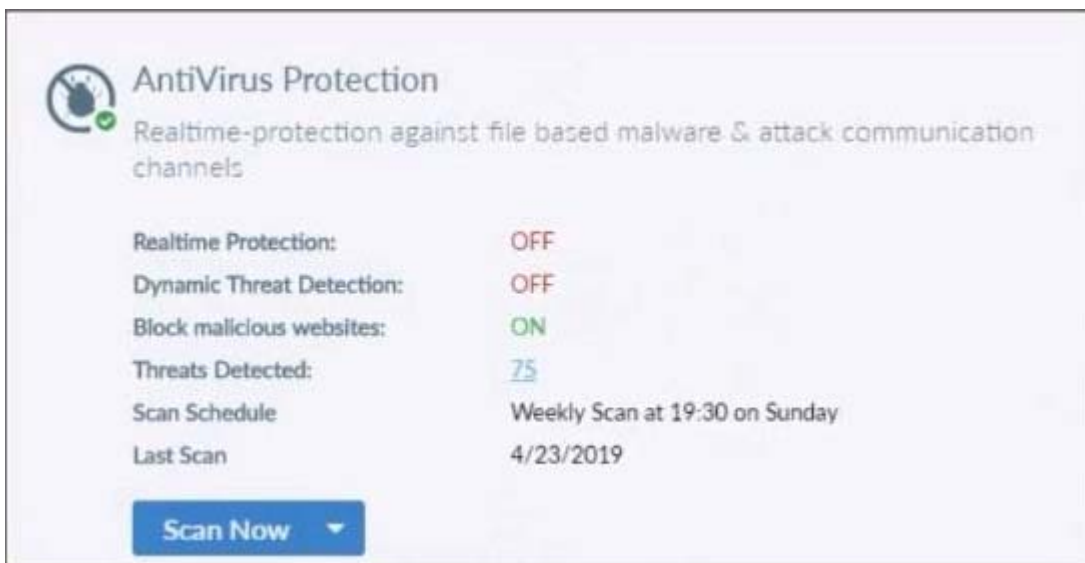 AntiVirus Protection
Realtime-protection against file based malware & attack communication
channels
Realtime Protection: OFF
Dynamic Threat Detection: OFF
Block malicious websites: ON
Threats Detected: 75
Scan Schedule Weekly Scan at 19:30 on Sunday
Last Scan 4/23/2019
Scan Now